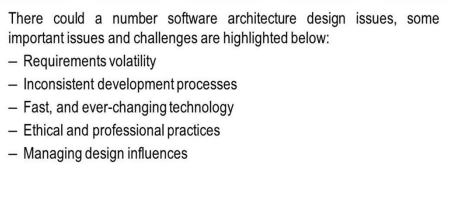 There could a number software architecture design issues, some
important issues and challenges are highlighted below:
– Requirements volatility
– Inconsistent development processes
– Fast, and ever-changing technology
– Ethical and professional practices
– Managing design influences